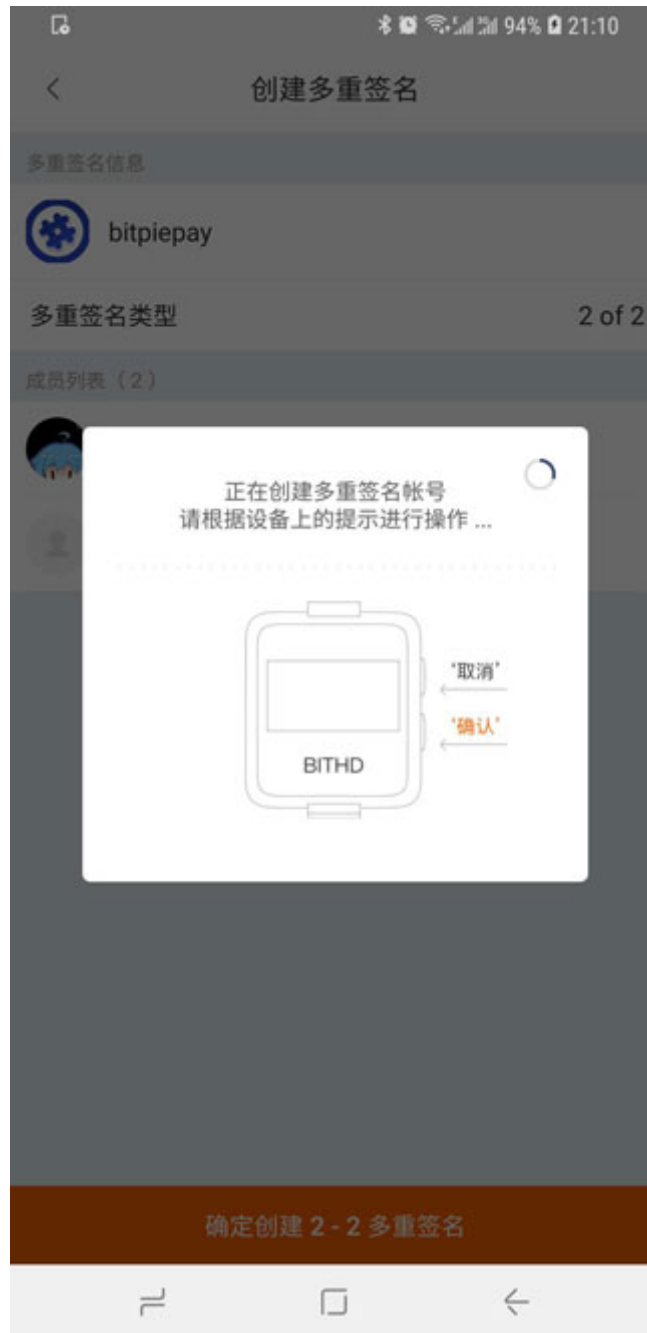 94% 21:10
创建多重签名
多重签名信息
bitpiepay
多重签名类型 2 of 2
成员列表（2）
正在创建多重签名帐号
请根据设备上的提示进行操作 ...
'取消'
'确认'
BITHD
确定创建 2 - 2 多重签名